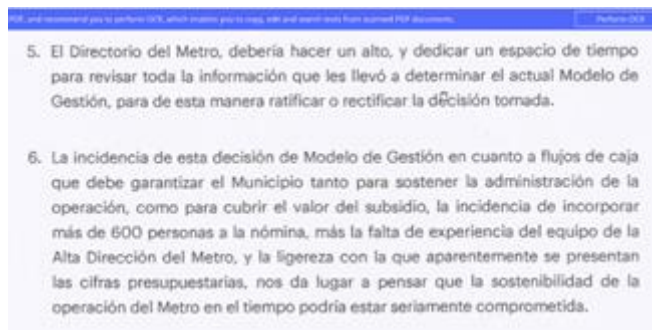 PDF, and recommend you to perform OCR, which enables you to copy, edit and search texts from scanned PDF documents.
Perform OCR
5. El Directorio del Metro, debería hacer un alto, y dedicar un espacio de tiempo
para revisar toda la información que les llevó a determinar el actual Modelo de
Gestión, para de esta manera ratificar o rectificar la decisión tomada.
6. La incidencia de esta decisión de Modelo de Gestión en cuanto a flujos de caja
que debe garantizar el Municipio tanto para sostener la administración de la
operación, como para cubrir el valor del subsidio, la incidencia de incorporar
más de 600 personas a la nómina, más la falta de experiencia del equipo de la
Alta Dirección del Metro, y la ligereza con la que aparentemente se presentan
las cifras presupuestarias, nos da lugar a pensar que la sostenibilidad de la
operación del Metro en el tiempo podría estar seriamente comprometida.